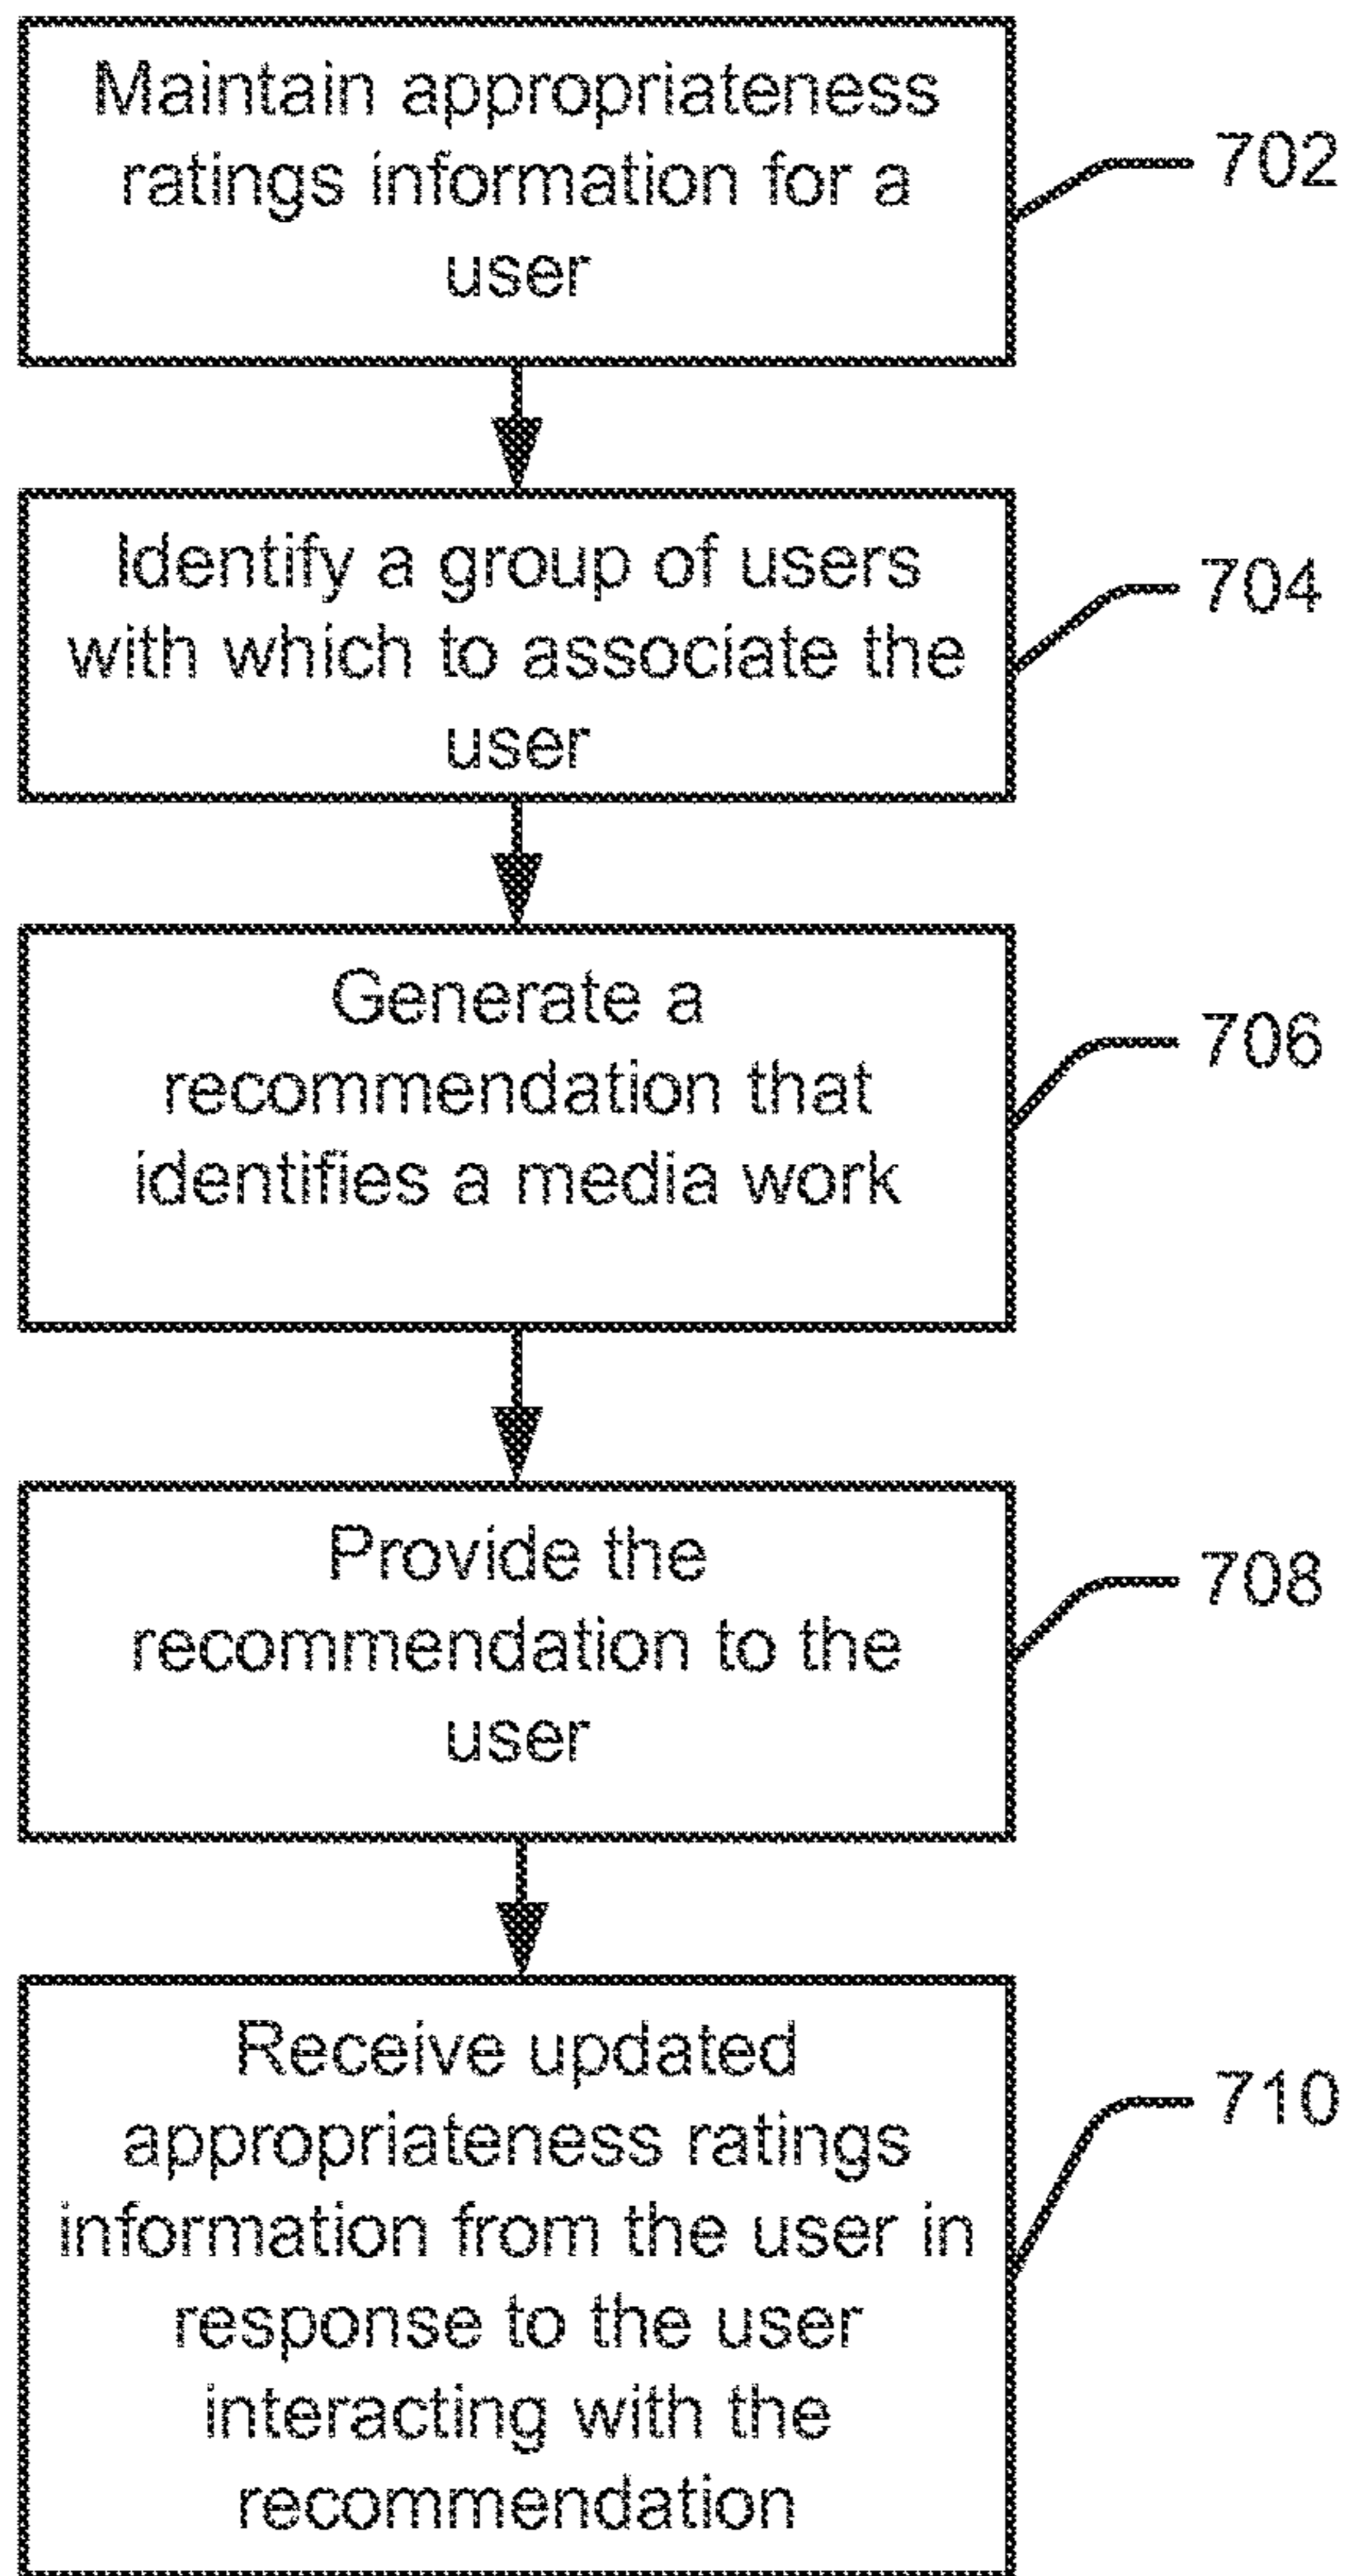 Maintain appropriateness
ratings information for a
user
702
Identify a group of users
with which to associate the
user
704
Generate a
recommendation that
identifies a media work
706
Provide the
recommendation to the
user
708
Receive updated
appropriateness ratings
information from the user in
response to the user
interacting with the
recommendation
710